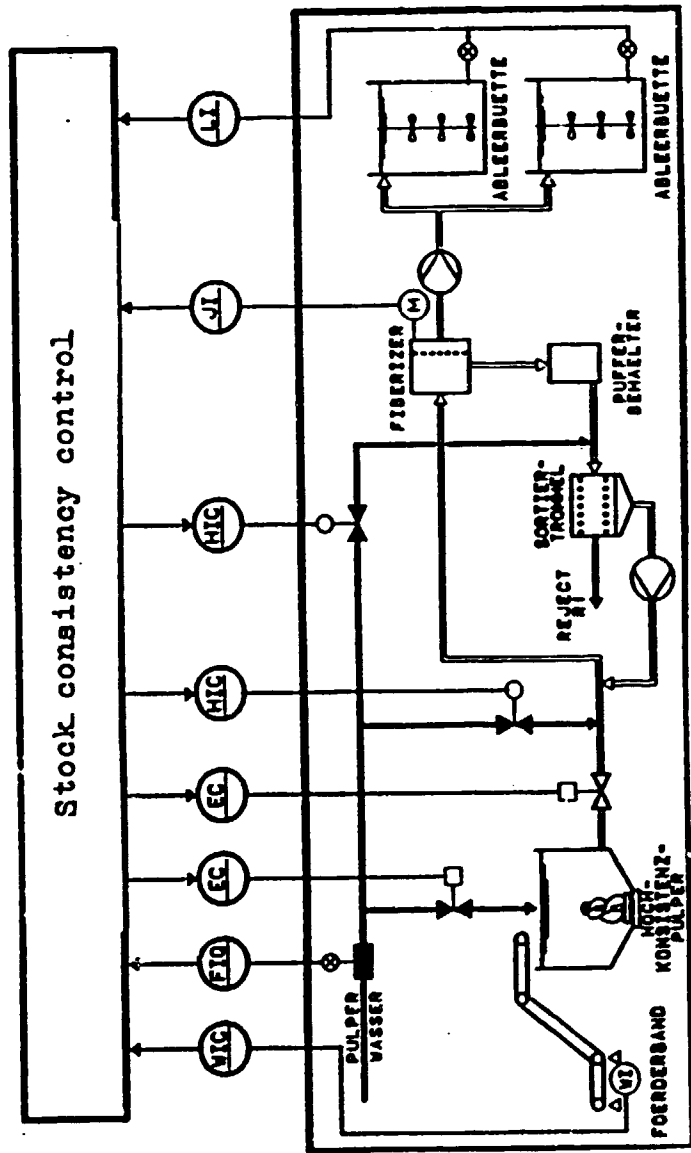 Stock consistency control
WIC
FIQ
EC
EC
HIC
HIC
JI
LI
PULPER
WASSER
FOERDERBAND
WI
HOCH-
KONSISTENZ-
PULPER
REJECT
RI
SORTIER-
TROMMEL
PUFFER-
BEHAELTER
FIBERIZER
M
ABLEERBUETTE
ABLEERBUETTE